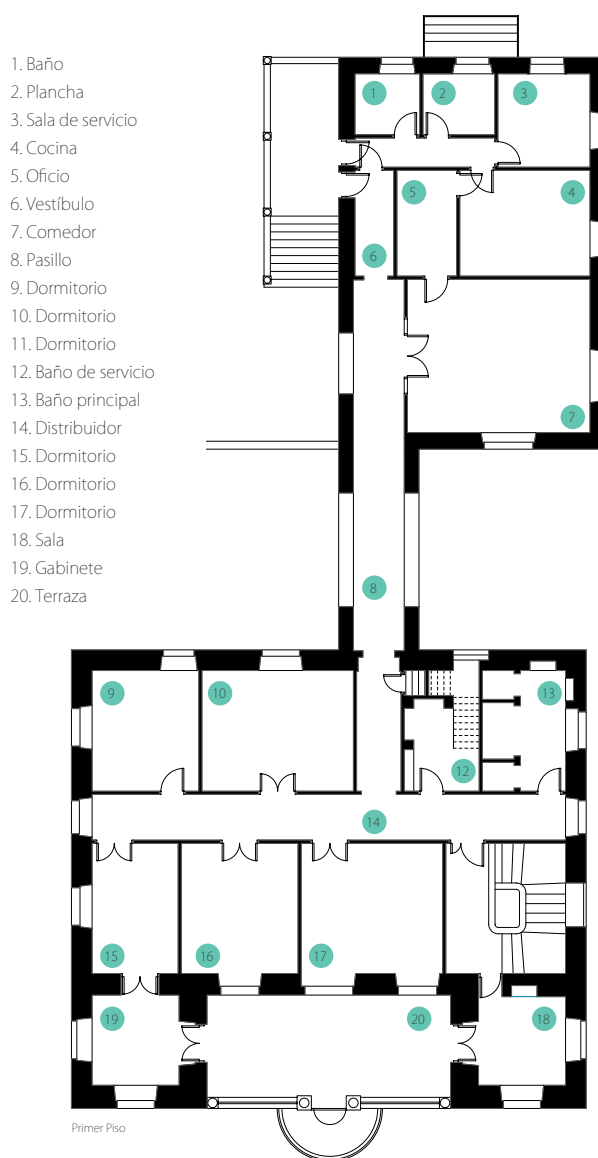 1. Baño
2. Plancha
3. Sala de servicio
4. Cocina
5. Oficio
6. Vestíbulo
7. Comedor
8. Pasillo
9. Dormitorio
10. Dormitorio
11. Dormitorio
12. Baño de servicio
13. Baño principal
14. Distribuidor
15. Dormitorio
16. Dormitorio
17. Dormitorio
18. Sala
19. Gabinete
20. Terraza
1
2
3
4
5
6
7
8
9
10
13
12
14
15
16
17
19
20
18
Primer Piso